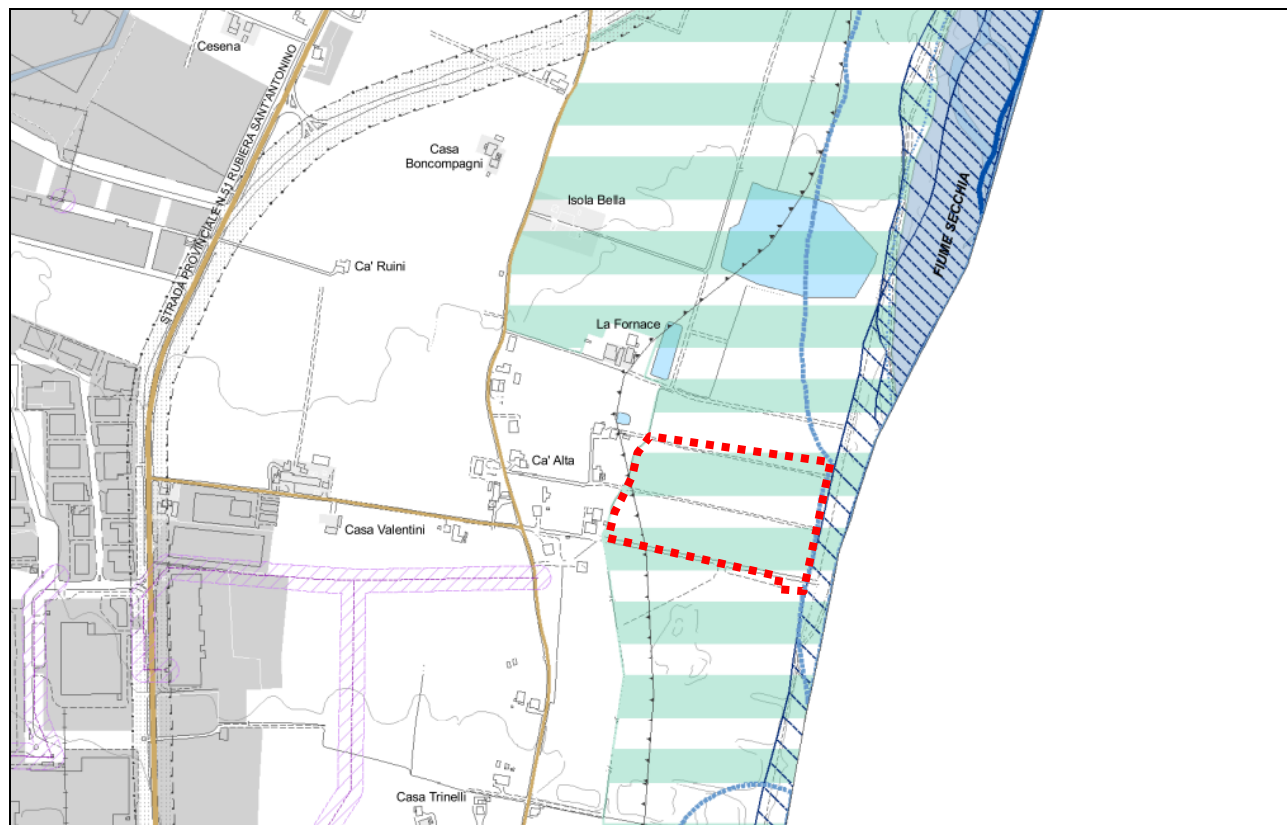 Cesena
STRADA PROVINCIALE N.51 RUBIERA SANT'ANTONINO
Casa
Boncompagni
Isola Bella
FIUME SECCHIA
Ca' Ruini
La Fornace
Ca' Alta
Casa Valentini
Casa Trinelli